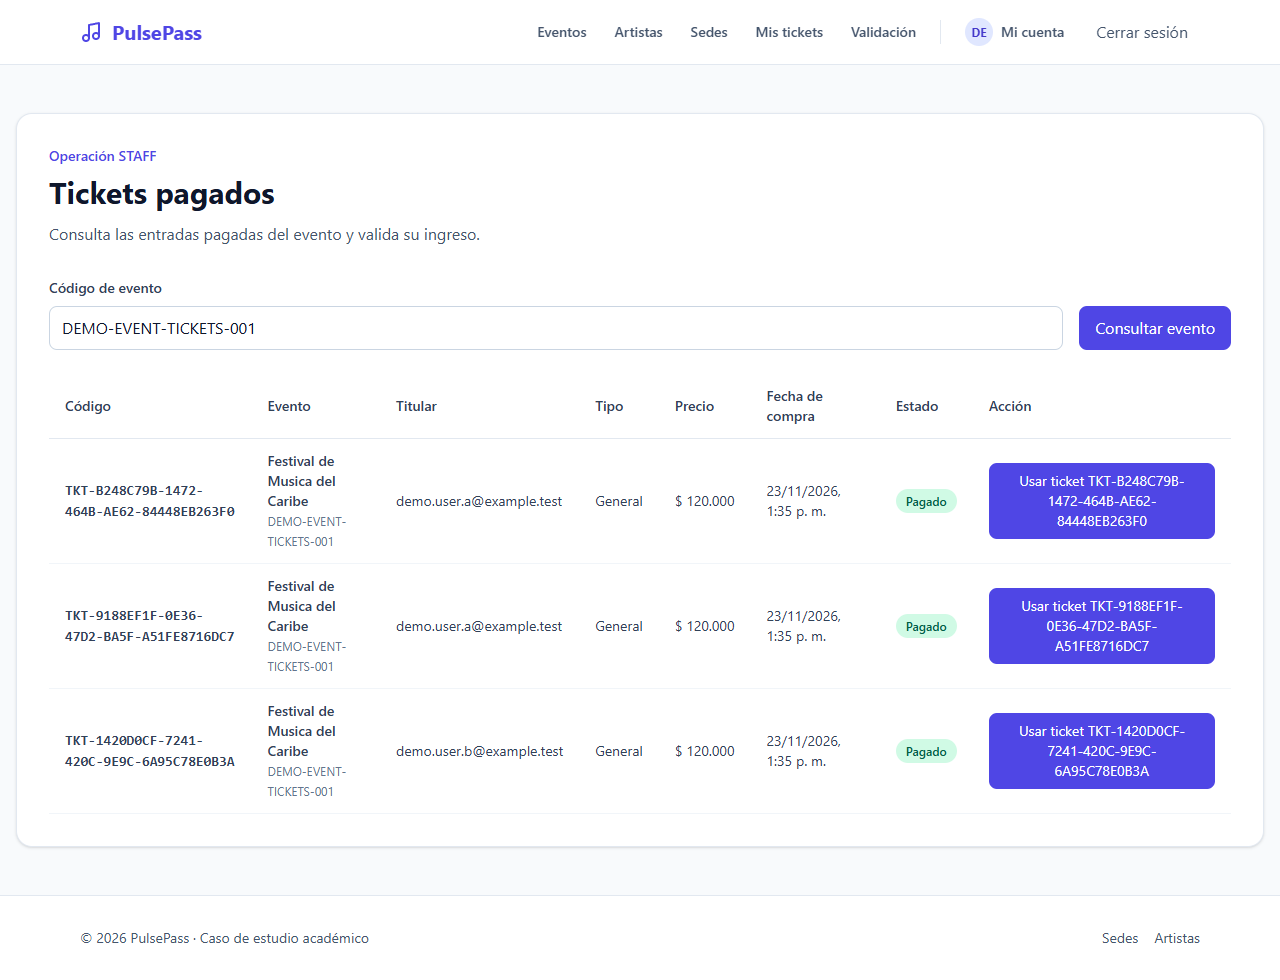 PulsePass
Eventos
Artistas
Sedes
Mis tickets
Validación
DE
Mi cuenta
Cerrar sesión
Operación STAFF
Tickets pagados
Consulta las entradas pagadas del evento y valida su ingreso.
Código de evento
DEMO-EVENT-TICKETS-001
Consultar evento
Código
Evento
Titular
Tipo
Precio
Fecha de
compra
Estado
Acción
TKT-B248C79B-1472-
464B-AE62-84448EB263F0
Festival de
Musica del
Caribe
DEMO-EVENT-
TICKETS-001
demo.user.a@example.test
General
$ 120.000
23/11/2026,
1:35 p. m.
Pagado
Usar ticket TKT-B248C79B-
1472-464B-AE62-
84448EB263F0
TKT-9188EF1F-0E36-
47D2-BA5F-A51FE8716DC7
Festival de
Musica del
Caribe
DEMO-EVENT-
TICKETS-001
demo.user.a@example.test
General
$ 120.000
23/11/2026,
1:35 p. m.
Pagado
Usar ticket TKT-9188EF1F-
0E36-47D2-BA5F-
A51FE8716DC7
TKT-1420D0CF-7241-
420C-9E9C-6A95C78E0B3A
Festival de
Musica del
Caribe
DEMO-EVENT-
TICKETS-001
demo.user.b@example.test
General
$ 120.000
23/11/2026,
1:35 p. m.
Pagado
Usar ticket TKT-1420D0CF-
7241-420C-9E9C-
6A95C78E0B3A
© 2026 PulsePass · Caso de estudio académico
Sedes
Artistas